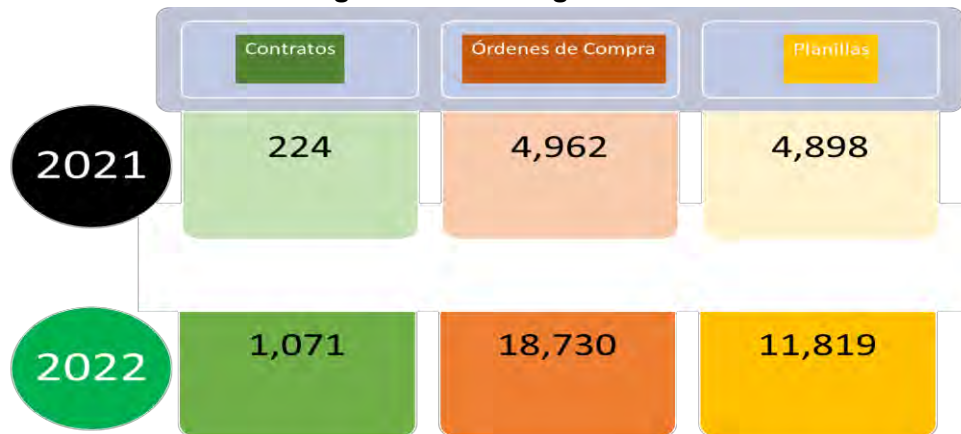 Contratos Órdenes de Compra Planillas
2021 224 4,962 4,898
2022 1,071 18,730 11,819